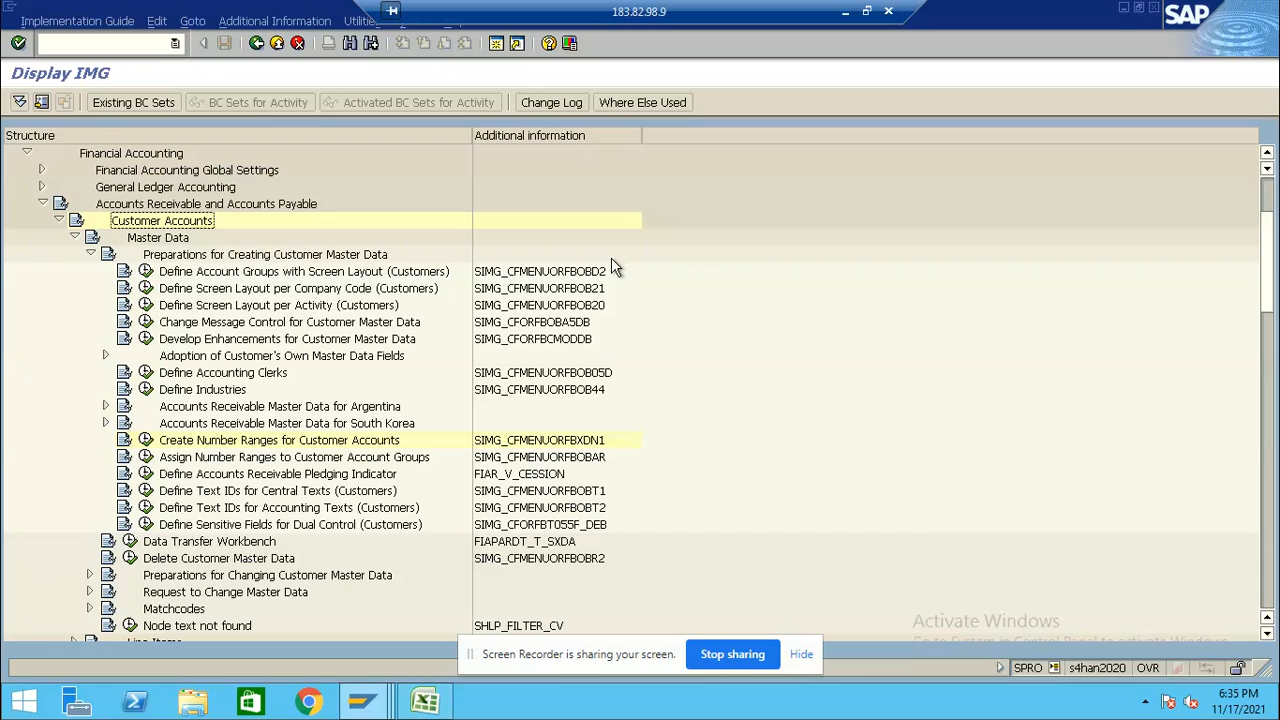 183.82.98.9
Implementation Guide Edit Goto Additional Information
SAP
Display IMG
Existing BC Sets BC Sets for Activity Activated BC Sets for Activity Change Log Where Else Used
Structure Additional information
Financial Accounting
Financial Accounting Global Settings
General Ledger Accounting
Accounts Receivable and Accounts Payable
Customer Accounts
Master Data
Preparations for Creating Customer Master Data
Define Account Groups with Screen Layout (Customers) SIMG_CFMENUORFBOBD2
Define Screen Layout per Company Code (Customers) SIMG_CFMENUORFBOB21
Define Screen Layout per Activity (Customers) SIMG_CFMENUORFBOB20
Change Message Control for Customer Master Data SIMG_CFORFBOBA5DB
Develop Enhancements for Customer Master Data SIMG_CFORFBCMODDB
Adoption of Customer's Own Master Data Fields
Define Accounting Clerks SIMG_CFMENUORFBOB05D
Define Industries SIMG_CFMENUORFBOB44
Accounts Receivable Master Data for Argentina
Accounts Receivable Master Data for South Korea
Create Number Ranges for Customer Accounts SIMG_CFMENUORFBXDN1
Assign Number Ranges to Customer Account Groups SIMG_CFMENUORFBOBAR
Define Accounts Receivable Pledging Indicator FIAR_V_CESSION
Define Text IDs for Central Texts (Customers) SIMG_CFMENUORFBOBT1
Define Text IDs for Accounting Texts (Customers) SIMG_CFMENUORFBOBT2
Define Sensitive Fields for Dual Control (Customers) SIMG_CFORFBT055F_DEB
Data Transfer Workbench FIAPARDT_T_SXDA
Delete Customer Master Data SIMG_CFMENUORFBOBR2
Preparations for Changing Customer Master Data
Request to Change Master Data
Matchcodes
Node text not found SHLP_FILTER_CV
Activate Windows
Screen Recorder is sharing your screen. Stop sharing Hide
SPRO s4han2020 OVR
6:35 PM
11/17/2021